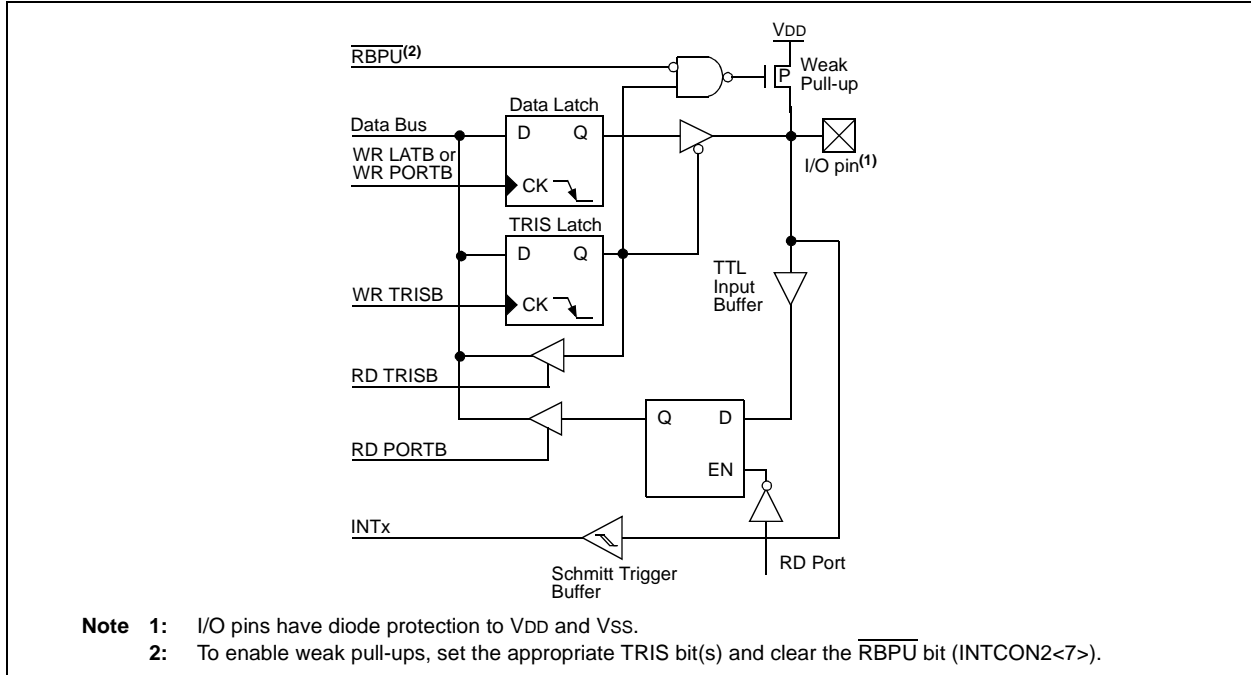 VDD
RBPU(2)
Weak
Pull-up
P
Data Latch
Data Bus
D Q
WR LATB or
WR PORTB
CK
I/O pin(1)
TRIS Latch
D Q
TTL
Input
Buffer
WR TRISB
CK
RD TRISB
Q D
RD PORTB
EN
INTx
RD Port
Schmitt Trigger
Buffer
Note 1: I/O pins have diode protection to VDD and VSS.
2: To enable weak pull-ups, set the appropriate TRIS bit(s) and clear the RBPU bit (INTCON2<7>).